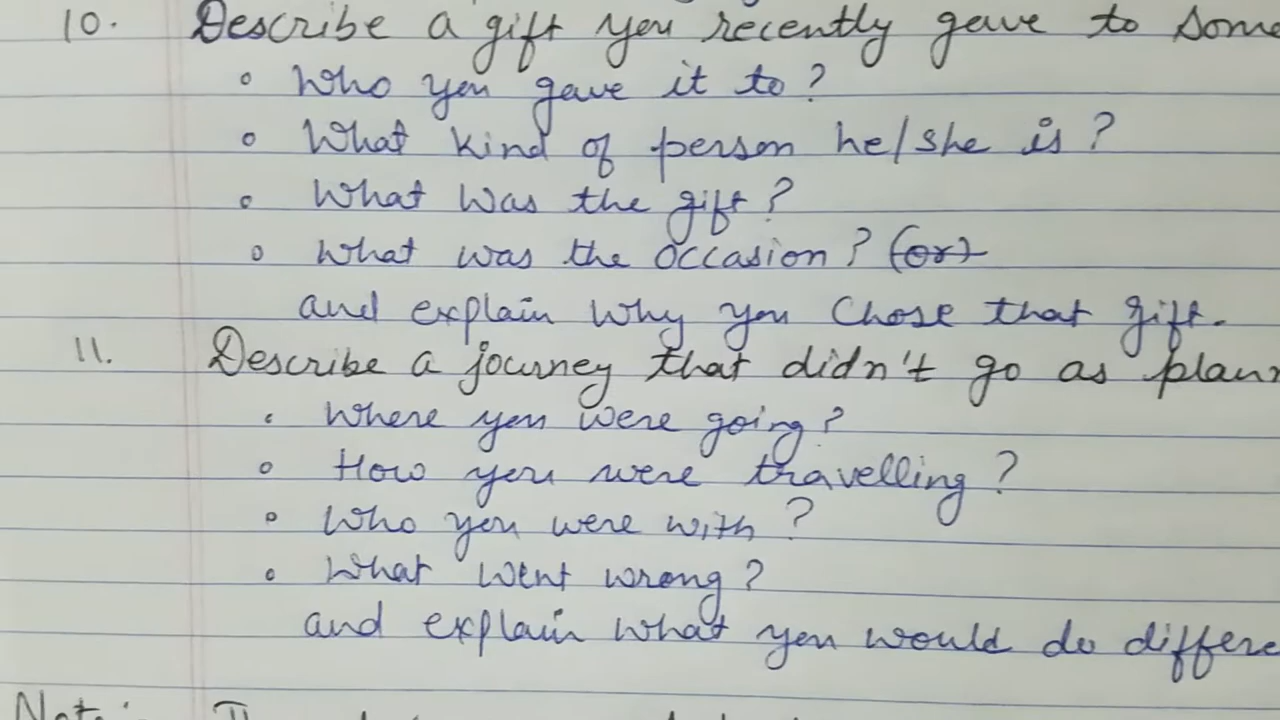 10. Describe a gift you recently gave to some
◦ Who you gave it to?
◦ What kind of person he/she is?
◦ What was the gift?
◦ What was the occasion? (or)
and explain why you chose that gift.
11. Describe a journey that didn't go as plan
◦ Where you were going?
◦ How you were travelling?
◦ Who you were with?
◦ What went wrong?
and explain what you would do differe
Note: